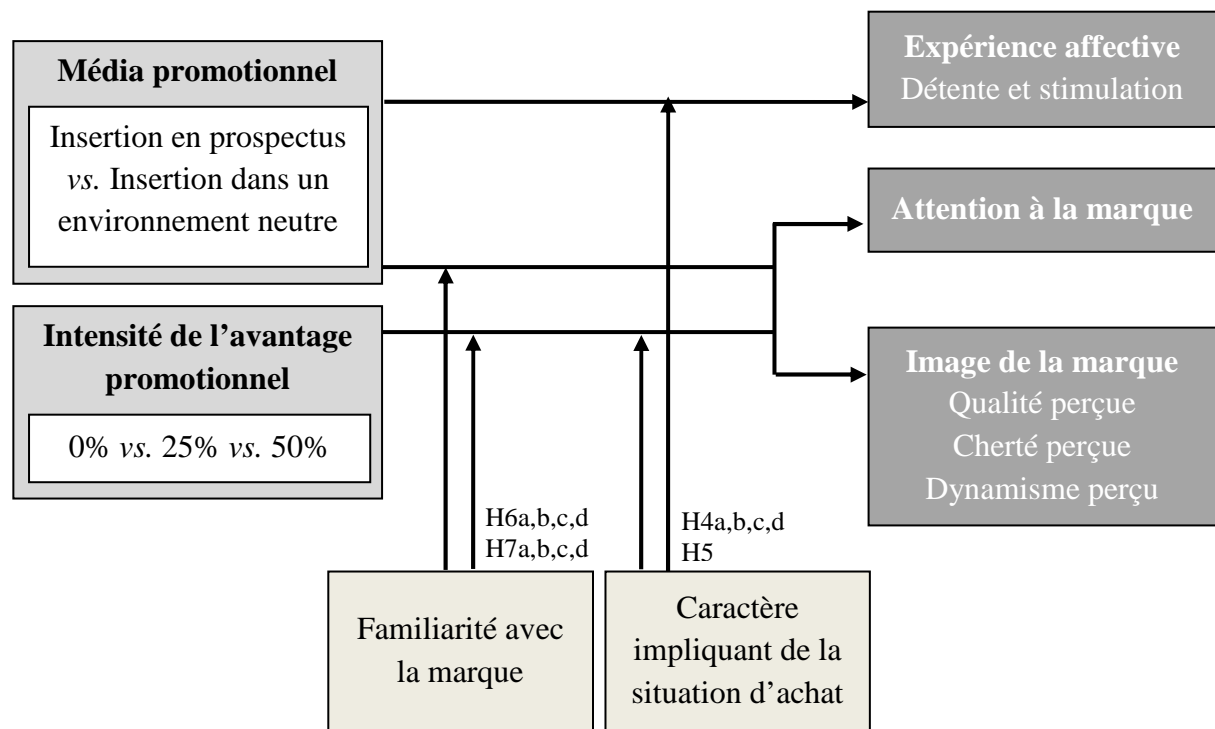 Média promotionnel
Insertion en prospectus
vs. Insertion dans un
environnement neutre
Intensité de l’avantage
promotionnel
0% vs. 25% vs. 50%
Expérience affective
Détente et stimulation
Attention à la marque
Image de la marque
Qualité perçue
Cherté perçue
Dynamisme perçu
H6a,b,c,d
H7a,b,c,d
H4a,b,c,d
H5
Familiarité avec
la marque
Caractère
impliquant de la
situation d’achat